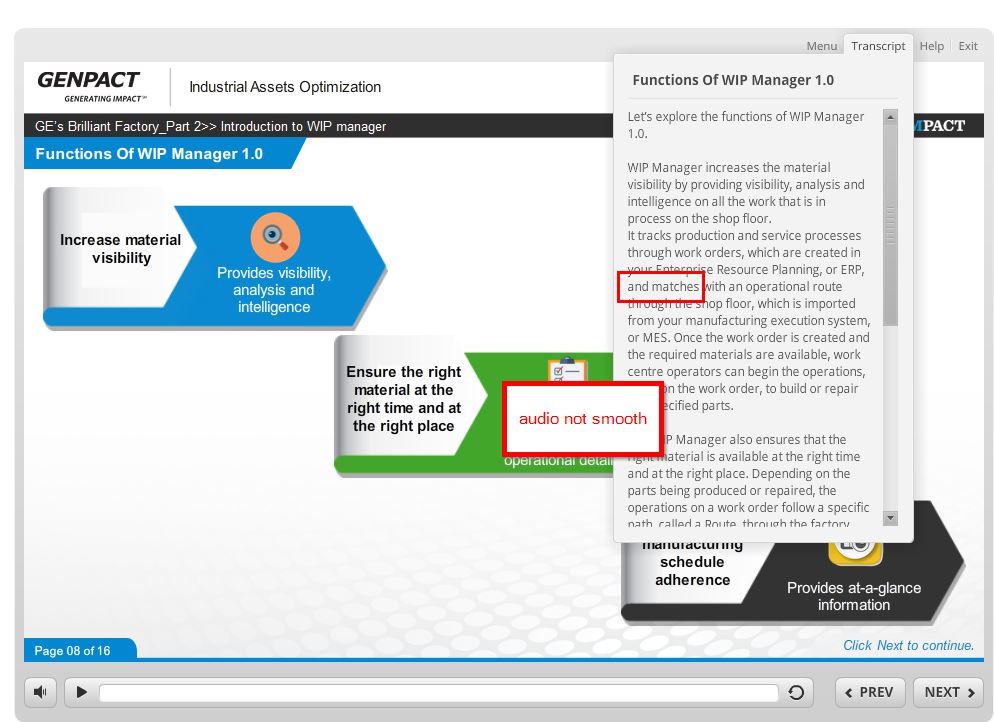 Menu
Transcript
Help
Exit
GENPACT
GENERATING IMPACT™
Industrial Assets Optimization
GE's Brilliant Factory_Part 2>> Introduction to WIP manager
PACT
Functions Of WIP Manager 1.0
Increase material
visibility
Provides visibility,
analysis and
intelligence
Ensure the right
material at the
right time and at
the right place
operational detail
audio not smooth
manufacturing
schedule
adherence
Provides at-a-glance
information
Functions Of WIP Manager 1.0
Let's explore the functions of WIP Manager
1.0.
WIP Manager increases the material
visibility by providing visibility, analysis and
intelligence on all the work that is in
process on the shop floor.
It tracks production and service processes
through work orders, which are created in
your Enterprise Resource Planning, or ERP,
and matches with an operational route
through the shop floor, which is imported
from your manufacturing execution system,
or MES. Once the work order is created and
the required materials are available, work
centre operators can begin the operations,
on the work order, to build or repair
ecified parts.
P Manager also ensures that the
right material is available at the right time
and at the right place. Depending on the
parts being produced or repaired, the
operations on a work order follow a specific
path, called a Route, through the factory
Page 08 of 16
Click Next to continue.
PREV
NEXT